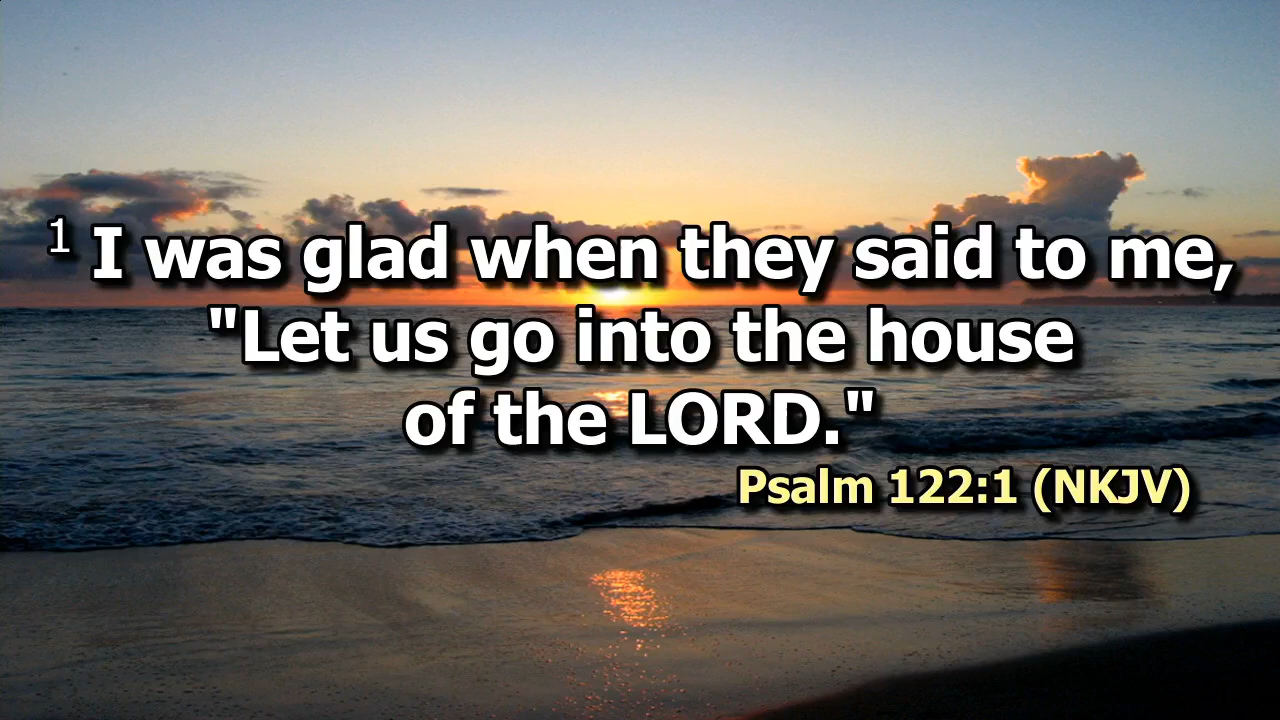 1 I was glad when they said to me,
"Let us go into the house
of the LORD."
Psalm 122:1 (NKJV)